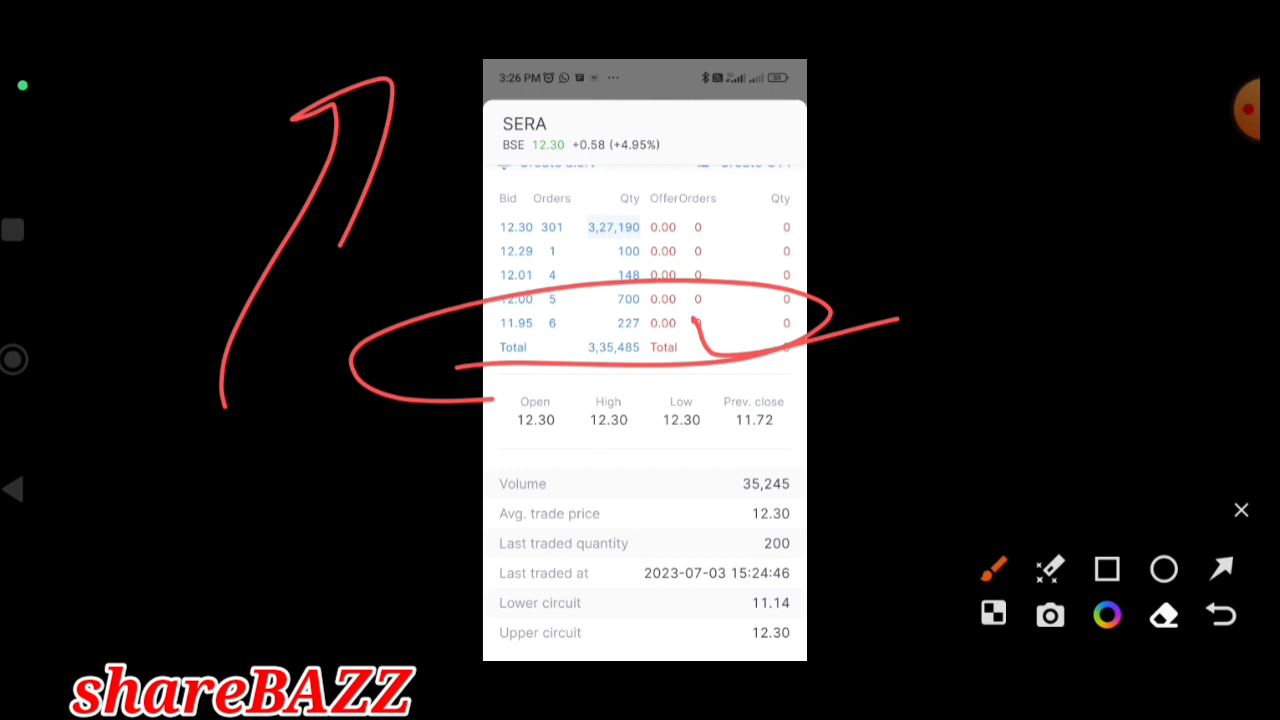 3:26 PM
59
SERA
BSE 12.30 +0.58 (+4.95%)
Bid Orders Qty Offer Orders Qty
12.30 301 3,27,190 0.00 0 0
12.29 1 100 0.00 0 0
12.01 4 148 0.00 0 0
12.00 5 700 0.00 0 0
11.95 6 227 0.00 0 0
Total 3,35,485 Total
Open High Low Prev. close
12.30 12.30 12.30 11.72
Volume 35,245
Avg. trade price 12.30
Last traded quantity 200
Last traded at 2023-07-03 15:24:46
Lower circuit 11.14
Upper circuit 12.30
shareBAZZ